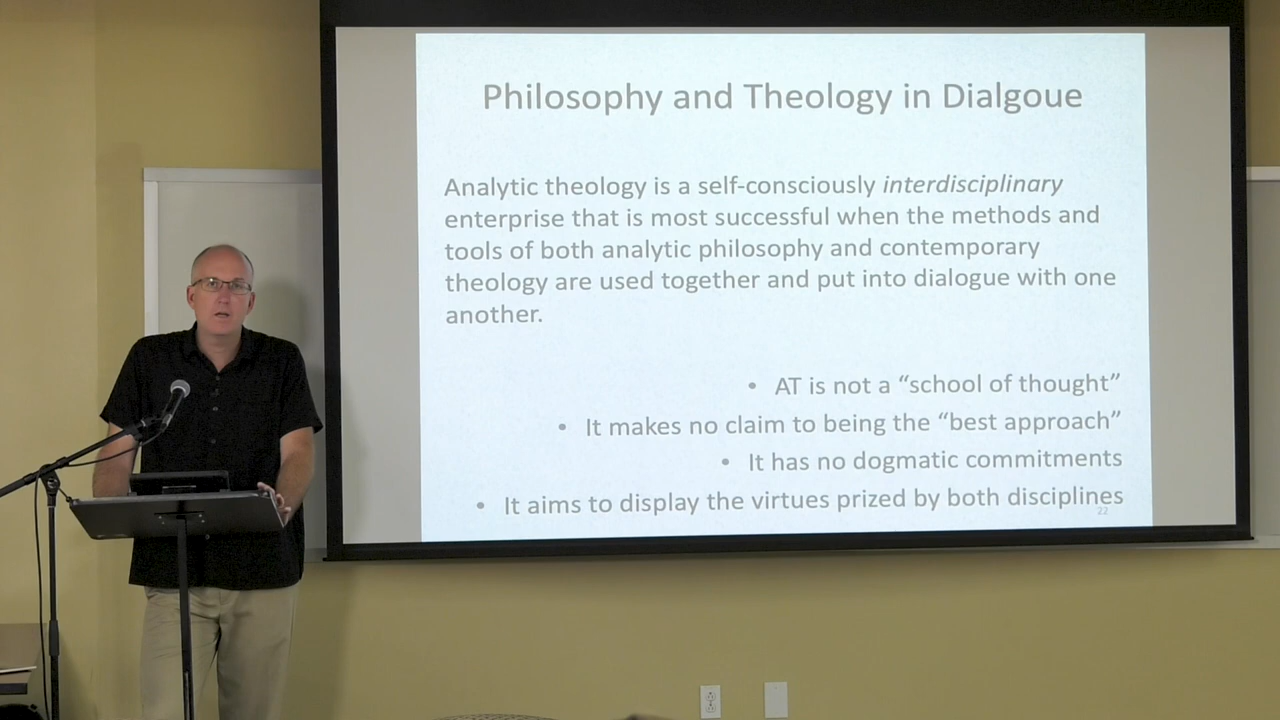 Philosophy and Theology in Dialgoue
Analytic theology is a self-consciously interdisciplinary
enterprise that is most successful when the methods and
tools of both analytic philosophy and contemporary
theology are used together and put into dialogue with one
another.
• AT is not a “school of thought”
• It makes no claim to being the “best approach”
• It has no dogmatic commitments
• It aims to display the virtues prized by both disciplines
22